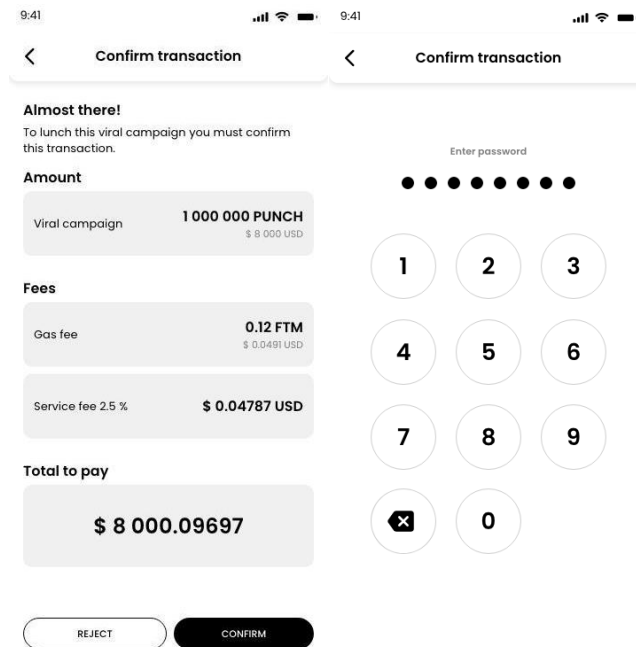 9:41
Confirm transaction
Almost there!
To lunch this viral campaign you must confirm
this transaction.
Amount
Viral campaign
1 000 000 PUNCH
$ 8 000 USD
Fees
Gas fee
0.12 FTM
$ 0.0491 USD
Service fee 2.5 %
$ 0.04787 USD
Total to pay
$ 8 000.09697
REJECT
CONFIRM
9:41
Confirm transaction
Enter password
1 2 3
4 5 6
7 8 9
0